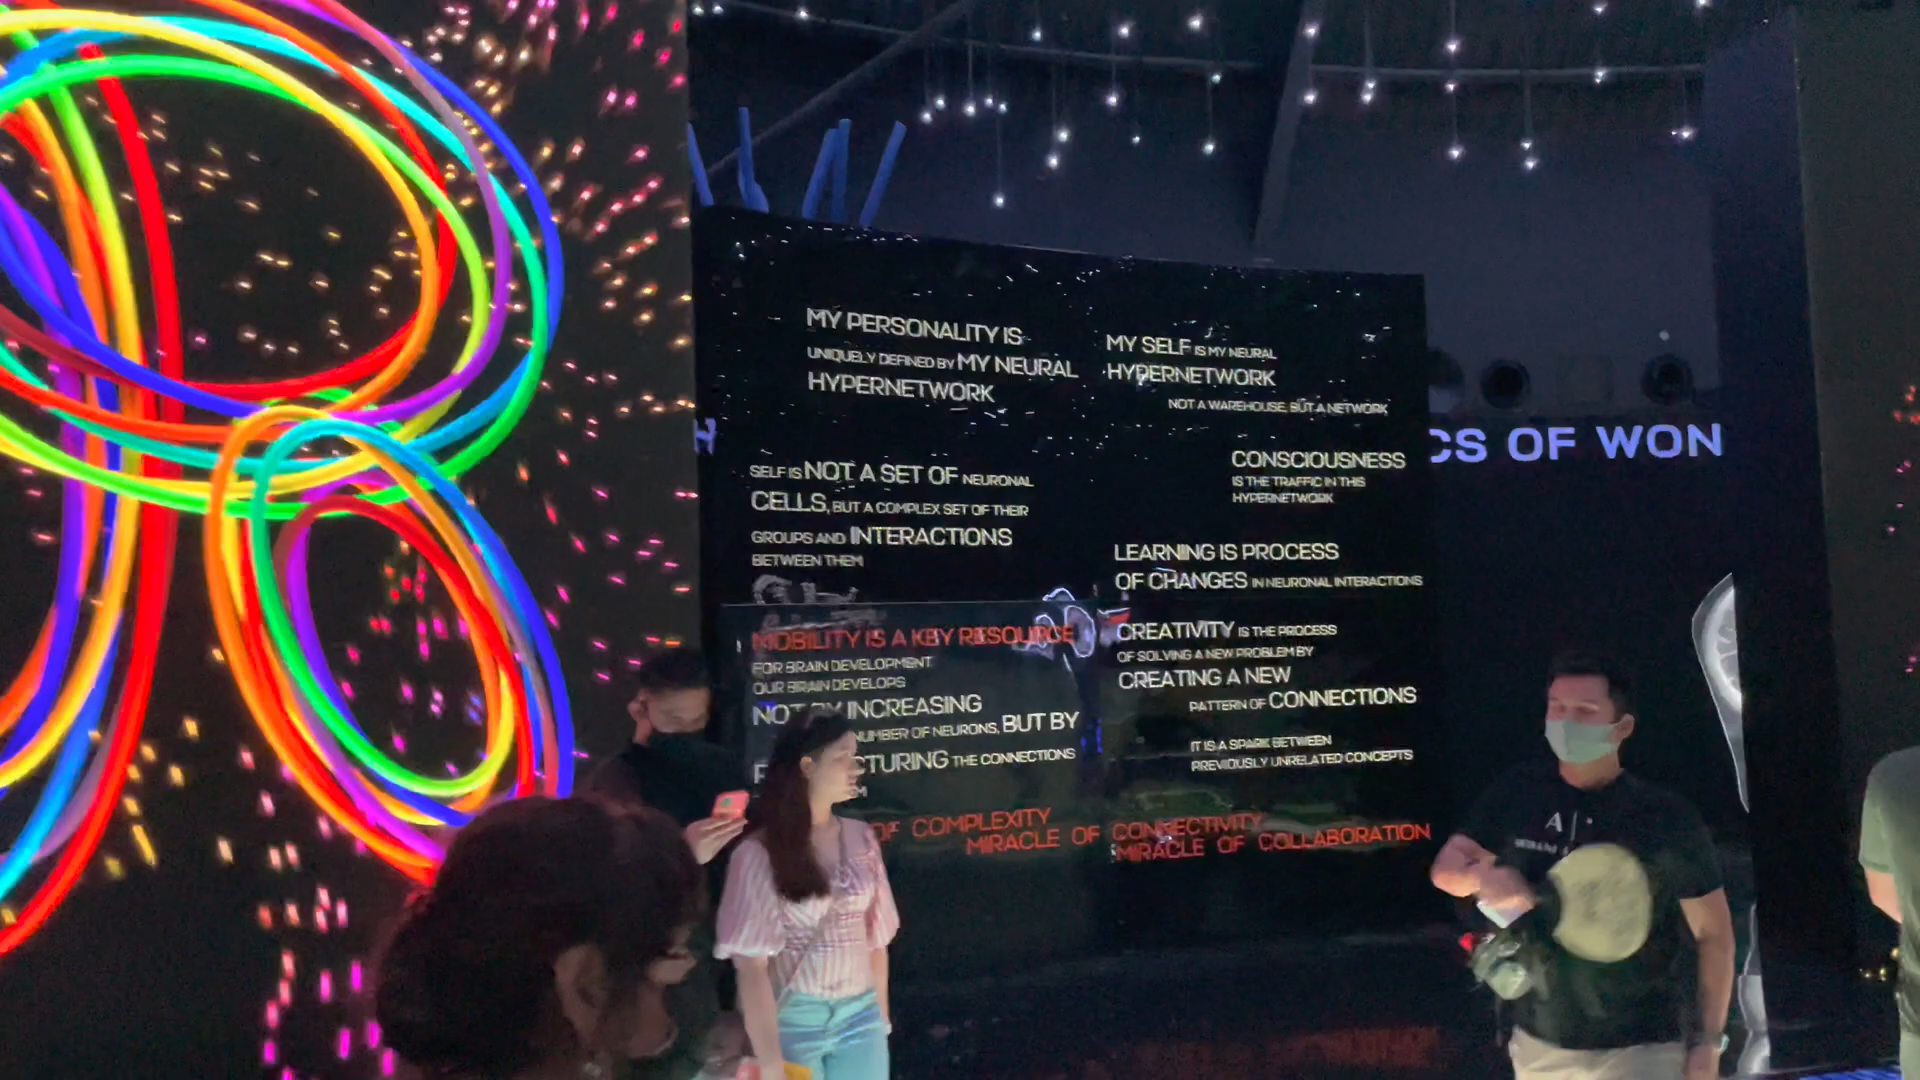 MY PERSONALITY IS
UNIQUELY DEFINED BY MY NEURAL
HYPERNETWORK
MY SELF IS MY NEURAL
HYPERNETWORK
NOT A WAREHOUSE, BUT A NETWORK
SELF IS NOT A SET OF NEURONAL
CELLS, BUT A COMPLEX SET OF THEIR
GROUPS AND INTERACTIONS
BETWEEN THEM
CONSCIOUSNESS
IS THE TRAFFIC IN THIS
HYPERNETWORK
LEARNING IS PROCESS
OF CHANGES IN NEURONAL INTERACTIONS
MOBILITY IS A KEY RESOURCE
FOR BRAIN DEVELOPMENT
OUR BRAIN DEVELOPS
NOT BY INCREASING
NUMBER OF NEURONS, BUT BY
CTURING THE CONNECTIONS
CREATIVITY IS THE PROCESS
OF SOLVING A NEW PROBLEM BY
CREATING A NEW
PATTERN OF CONNECTIONS
IT IS A SPARK BETWEEN
PREVIOUSLY UNRELATED CONCEPTS
OF COMPLEXITY
MIRACLE OF CONNECTIVITY
MIRACLE OF COLLABORATION
H
CS OF WON
A|